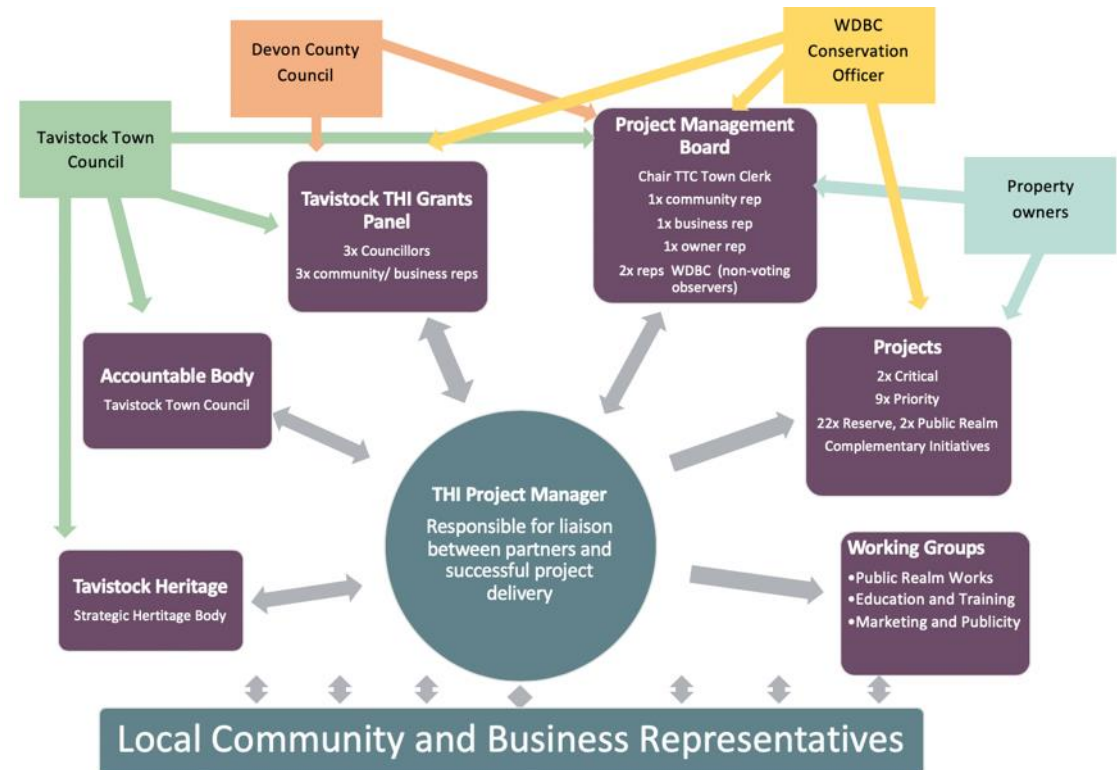 Devon County
Council
WDBC
Conservation
Officer
Tavistock Town
Council
Project Management
Board
Chair TTC Town Clerk
1x community rep
1x business rep
1x owner rep
2x reps WDBC (non-voting
observers)
Property
owners
Tavistock THI Grants
Panel
3x Councillors
3x community/ business reps
Accountable Body
Tavistock Town Council
Projects
2x Critical
9x Priority
22x Reserve, 2x Public Realm
Complementary Initiatives
THI Project Manager
Responsible for liaison
between partners and
successful project
delivery
Tavistock Heritage
Strategic Hertitage Body
Working Groups
•Public Realm Works
•Education and Training
•Marketing and Publicity
Local Community and Business Representatives